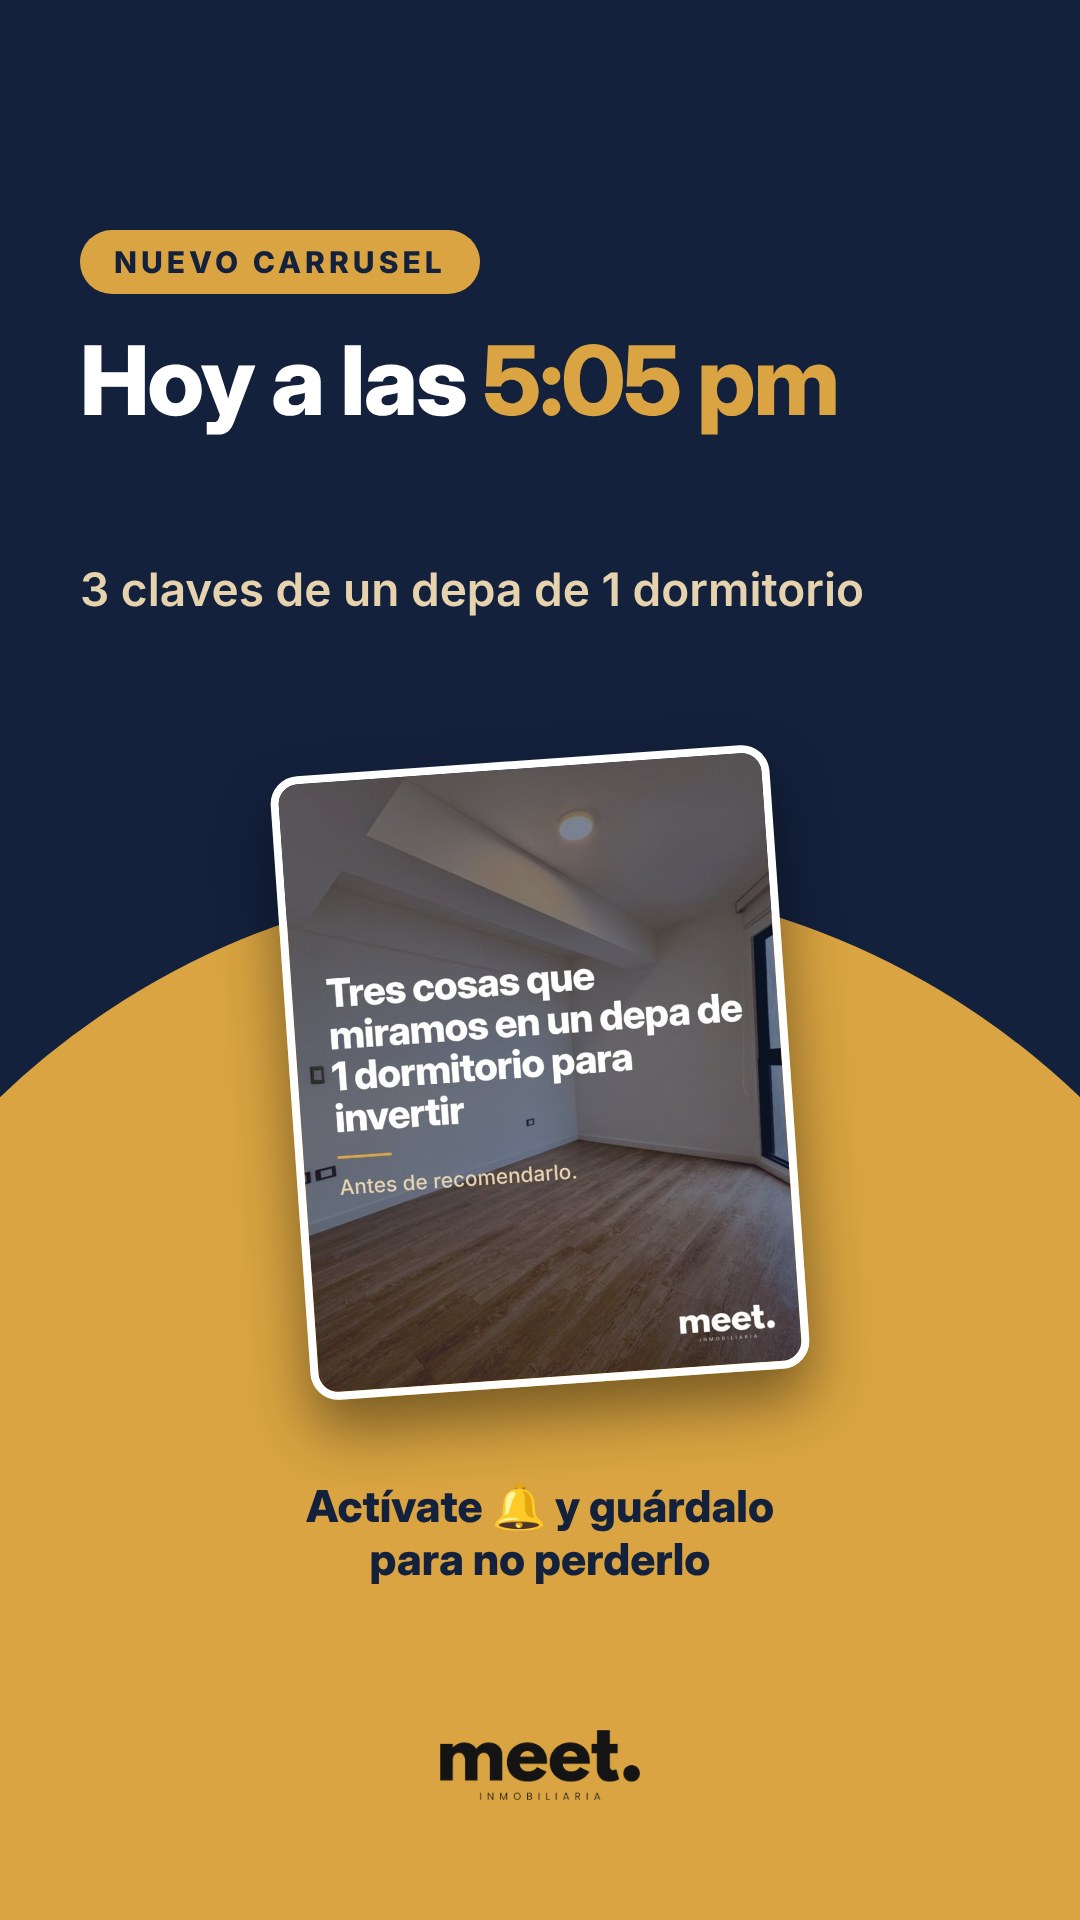 NUEVO CARRUSEL
Hoy a las 5:05 pm
3 claves de un depa de 1 dormitorio
Tres cosas que
miramos en un depa de
1 dormitorio para
invertir
Antes de recomendarlo.
meet.
INMOBILIARIA
Actívate 🔔 y guárdalo
para no perderlo
meet.
INMOBILIARIA